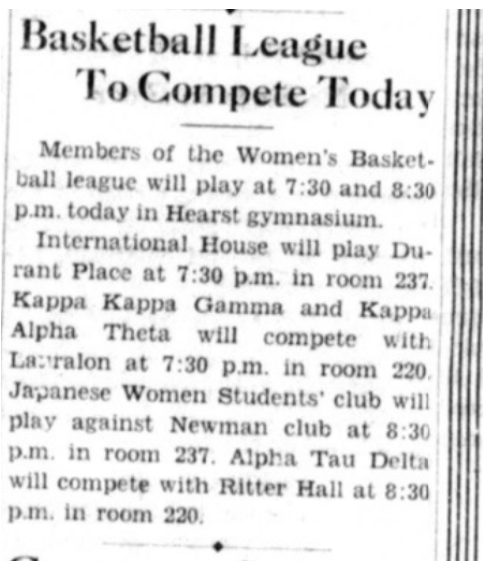 Basketball League
To Compete Today
Members of the Women's Basket-
ball league will play at 7:30 and 8:30
p.m. today in Hearst gymnasium.
International House will play Du-
rant Place at 7:30 p.m. in room 237.
Kappa Kappa Gamma and Kappa
Alpha Theta will compete with
Lauralon at 7:30 p.m. in room 220.
Japanese Women Students' club will
play against Newman club at 8:30
p.m. in room 237. Alpha Tau Delta
will compete with Ritter Hall at 8:30
p.m. in room 220.